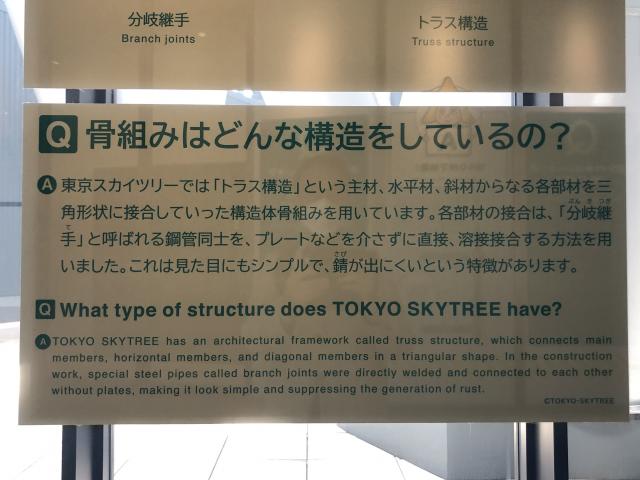 分岐継手
Branch joints
トラス構造
Truss structure
Q 骨組みはどんな構造をしているの?
A 東京スカイツリーでは「トラス構造」という主材、水平材、斜材からなる各部材を三
角形状に接合していった構造体骨組みを用いています。各部材の接合は、「分岐継
手」と呼ばれる鋼管同士を、プレートなどを介さずに直接、溶接接合する方法を用
いました。これは見た目にもシンプルで、錆が出にくいという特徴があります。
Q What type of structure does TOKYO SKYTREE have?
A TOKYO SKYTREE has an architectural framework called truss structure, which connects main
members, horizontal members, and diagonal members in a triangular shape. In the construction
work, special steel pipes called branch joints were directly welded and connected to each other
without plates, making it look simple and suppressing the generation of rust.
©TOKYO-SKYTREE